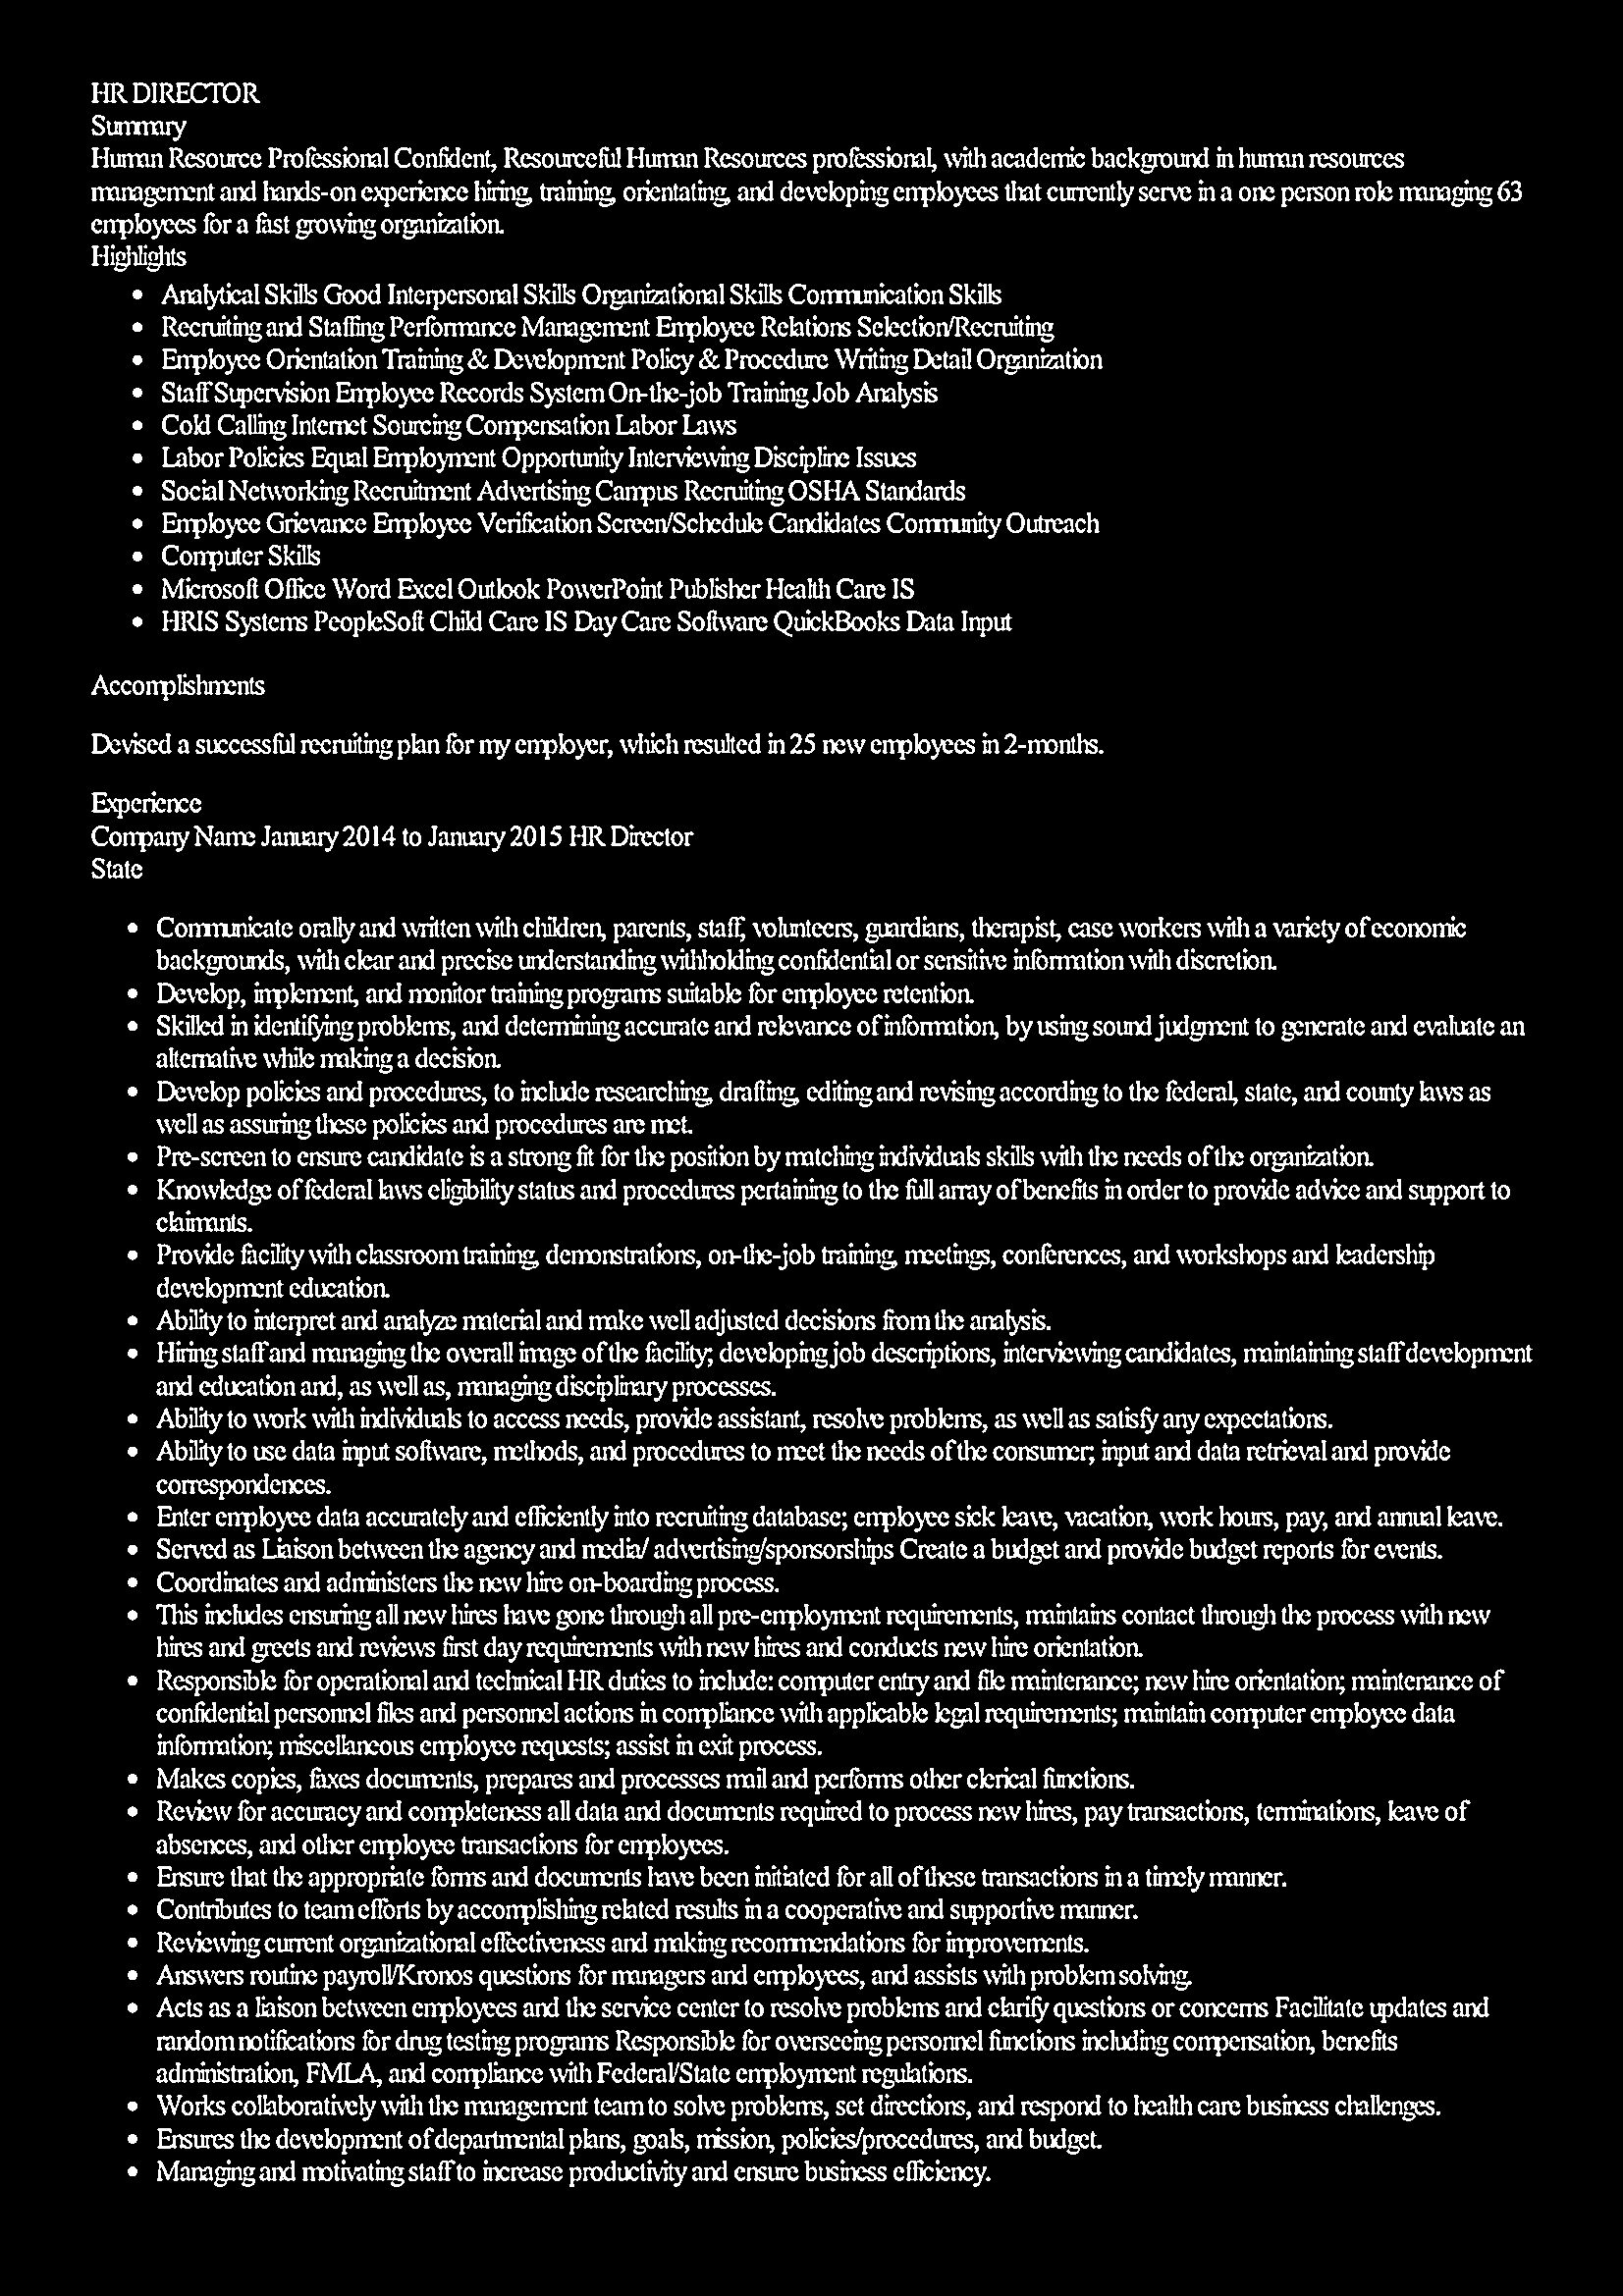 HR DIRECTOR
Summary
Human Resource Professional Confident, Resourceful Human Resources professional, with academic background in human resources
management and hands-on experience hiring, training, orientating, and developing employees that currently serve in a one person role managing 63
employees for a fast growing organization.
Highlights
• Analytical Skills Good Interpersonal Skills Organizational Skills Communication Skills
• Recruiting and Staffing Performance Management Employee Relations Selection/Recruiting
• Employee Orientation Training & Development Policy & Procedure Writing Detail Organization
• Staff Supervision Employee Records System On-the-job Training Job Analysis
• Cold Calling Internet Sourcing Compensation Labor Laws
• Labor Policies Equal Employment Opportunity Interviewing Discipline Issues
• Social Networking Recruitment Advertising Campus Recruiting OSHA Standards
• Employee Grievance Employee Verification Screen/Schedule Candidates Community Outreach
• Computer Skills
• Microsoft Office Word Excel Outlook PowerPoint Publisher Health Care IS
• HRIS Systems PeopleSoft Child Care IS Day Care Software QuickBooks Data Input
Accomplishments
Devised a successful recruiting plan for my employer, which resulted in 25 new employees in 2-months.
Experience
Company Name January 2014 to January 2015 HR Director
State
• Communicate orally and written with children, parents, staff, volunteers, guardians, therapist, case workers with a variety of economic
backgrounds, with clear and precise understanding withholding confidential or sensitive information with discretion.
• Develop, implement, and monitor training programs suitable for employee retention.
• Skilled in identifying problems, and determining accurate and relevance of information, by using sound judgment to generate and evaluate an
alternative while making a decision.
• Develop policies and procedures, to include researching, drafting, editing and revising according to the federal, state, and county laws as
well as assuring these policies and procedures are met.
• Pre-screen to ensure candidate is a strong fit for the position by matching individuals skills with the needs of the organization.
• Knowledge of federal laws eligibility status and procedures pertaining to the full array of benefits in order to provide advice and support to
claimants.
• Provide facility with classroom training, demonstrations, on-the-job training, meetings, conferences, and workshops and leadership
development education.
• Ability to interpret and analyze material and make well adjusted decisions from the analysis.
• Hiring staff and managing the overall image of the facility; developing job descriptions, interviewing candidates, maintaining staff development
and education and, as well as, managing disciplinary processes.
• Ability to work with individuals to access needs, provide assistant, resolve problems, as well as satisfy any expectations.
• Ability to use data input software, methods, and procedures to meet the needs of the consumer; input and data retrieval and provide
correspondences.
• Enter employee data accurately and efficiently into recruiting database; employee sick leave, vacation, work hours, pay, and annual leave.
• Served as Liaison between the agency and media/ advertising/sponsorships Create a budget and provide budget reports for events.
• Coordinates and administers the new hire on-boarding process.
• This includes ensuring all new hires have gone through all pre-employment requirements, maintains contact through the process with new
hires and greets and reviews first day requirements with new hires and conducts new hire orientation.
• Responsible for operational and technical HR duties to include: computer entry and file maintenance; new hire orientation; maintenance of
confidential personnel files and personnel actions in compliance with applicable legal requirements; maintain computer employee data
information; miscellaneous employee requests; assist in exit process.
• Makes copies, faxes documents, prepares and processes mail and performs other clerical functions.
• Review for accuracy and completeness all data and documents required to process new hires, pay transactions, terminations, leave of
absences, and other employee transactions for employees.
• Ensure that the appropriate forms and documents have been initiated for all of these transactions in a timely manner.
• Contributes to team efforts by accomplishing related results in a cooperative and supportive manner.
• Reviewing current organizational effectiveness and making recommendations for improvements.
• Answers routine payroll/Kronos questions for managers and employees, and assists with problem solving.
• Acts as a liaison between employees and the service center to resolve problems and clarify questions or concerns Facilitate updates and
random notifications for drug testing programs Responsible for overseeing personnel functions including compensation, benefits
administration, FMLA, and compliance with Federal/State employment regulations.
• Works collaboratively with the management team to solve problems, set directions, and respond to health care business challenges.
• Ensures the development of departmental plans, goals, mission, policies/procedures, and budget.
• Managing and motivating staff to increase productivity and ensure business efficiency.